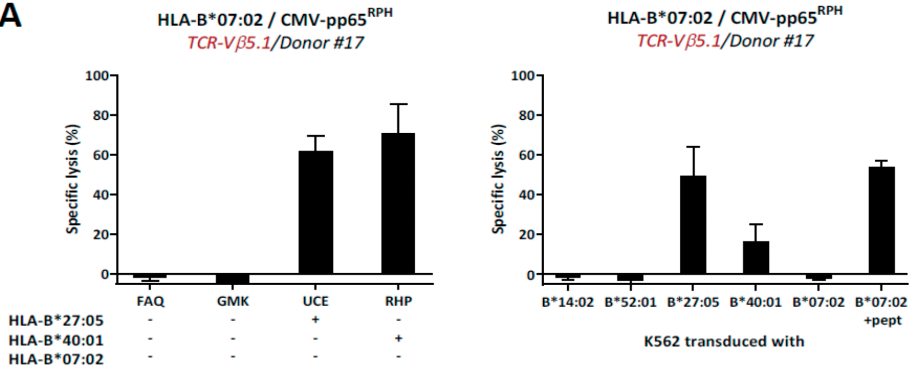 A
HLA-B*07:02 / CMV-pp65RPH
TCR-Vβ5.1/Donor #17
Specific lysis (%)
100
80
60
40
20
0
FAQ GMK UCE RHP
HLA-B*27:05 - - + -
HLA-B*40:01 - - - +
HLA-B*07:02 - - - -
HLA-B*07:02 / CMV-pp65RPH
TCR-Vβ5.1/Donor #17
Specific lysis (%)
100
80
60
40
20
0
B*14:02 B*52:01 B*27:05 B*40:01 B*07:02 B*07:02
+pept
K562 transduced with